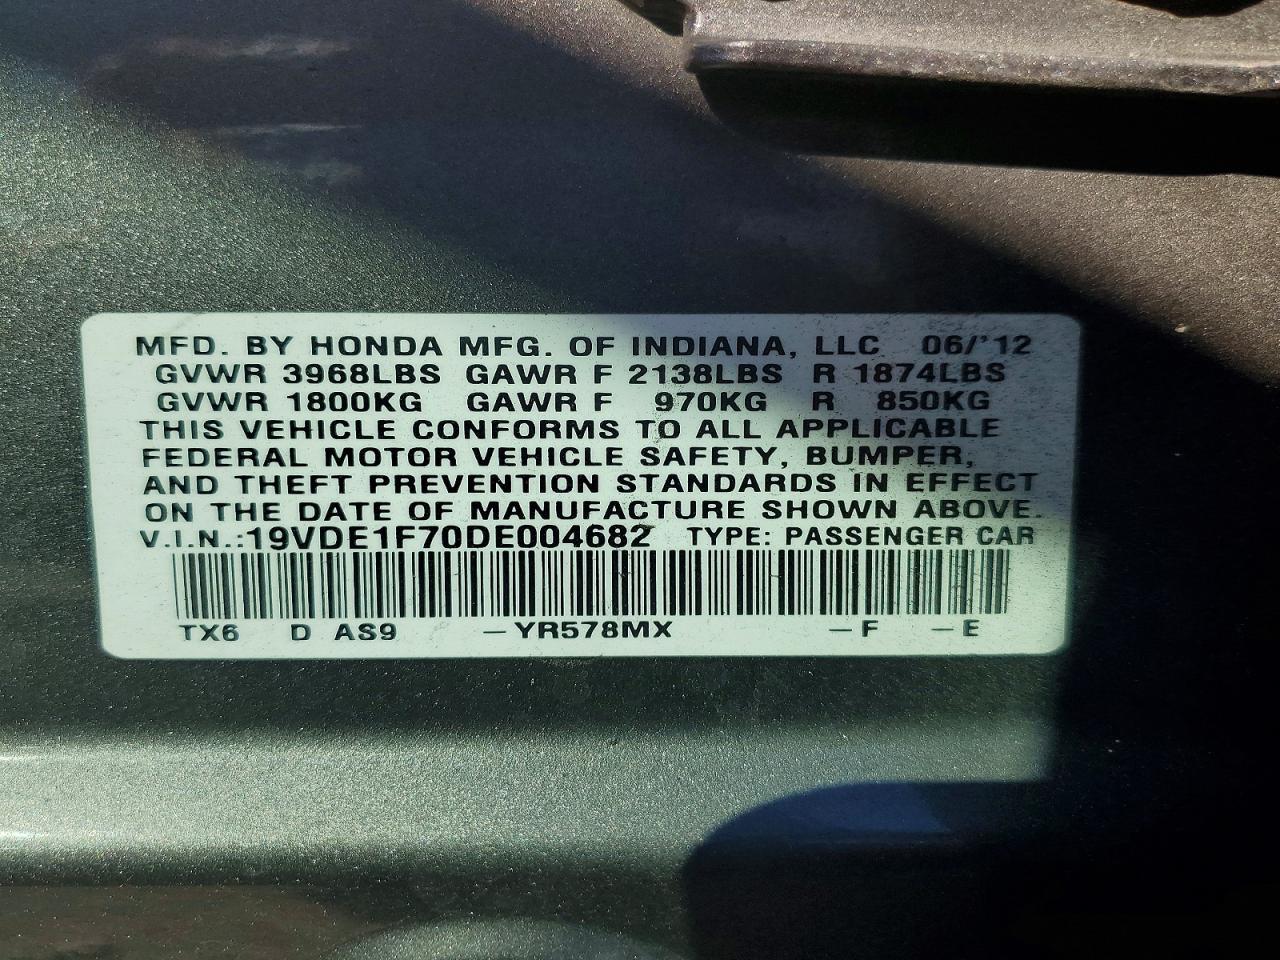 MFD. BY HONDA MFG. OF INDIANA, LLC 06/'12
GVWR 3968LBS GAWR F 2138LBS R 1874LBS
GVWR 1800KG GAWR F 970KG R 850KG
THIS VEHICLE CONFORMS TO ALL APPLICABLE
FEDERAL MOTOR VEHICLE SAFETY, BUMPER,
AND THEFT PREVENTION STANDARDS IN EFFECT
ON THE DATE OF MANUFACTURE SHOWN ABOVE.
V.I.N.:19VDE1F70DE004682 TYPE: PASSENGER CAR
TX6 D AS9 –YR578MX –F –E